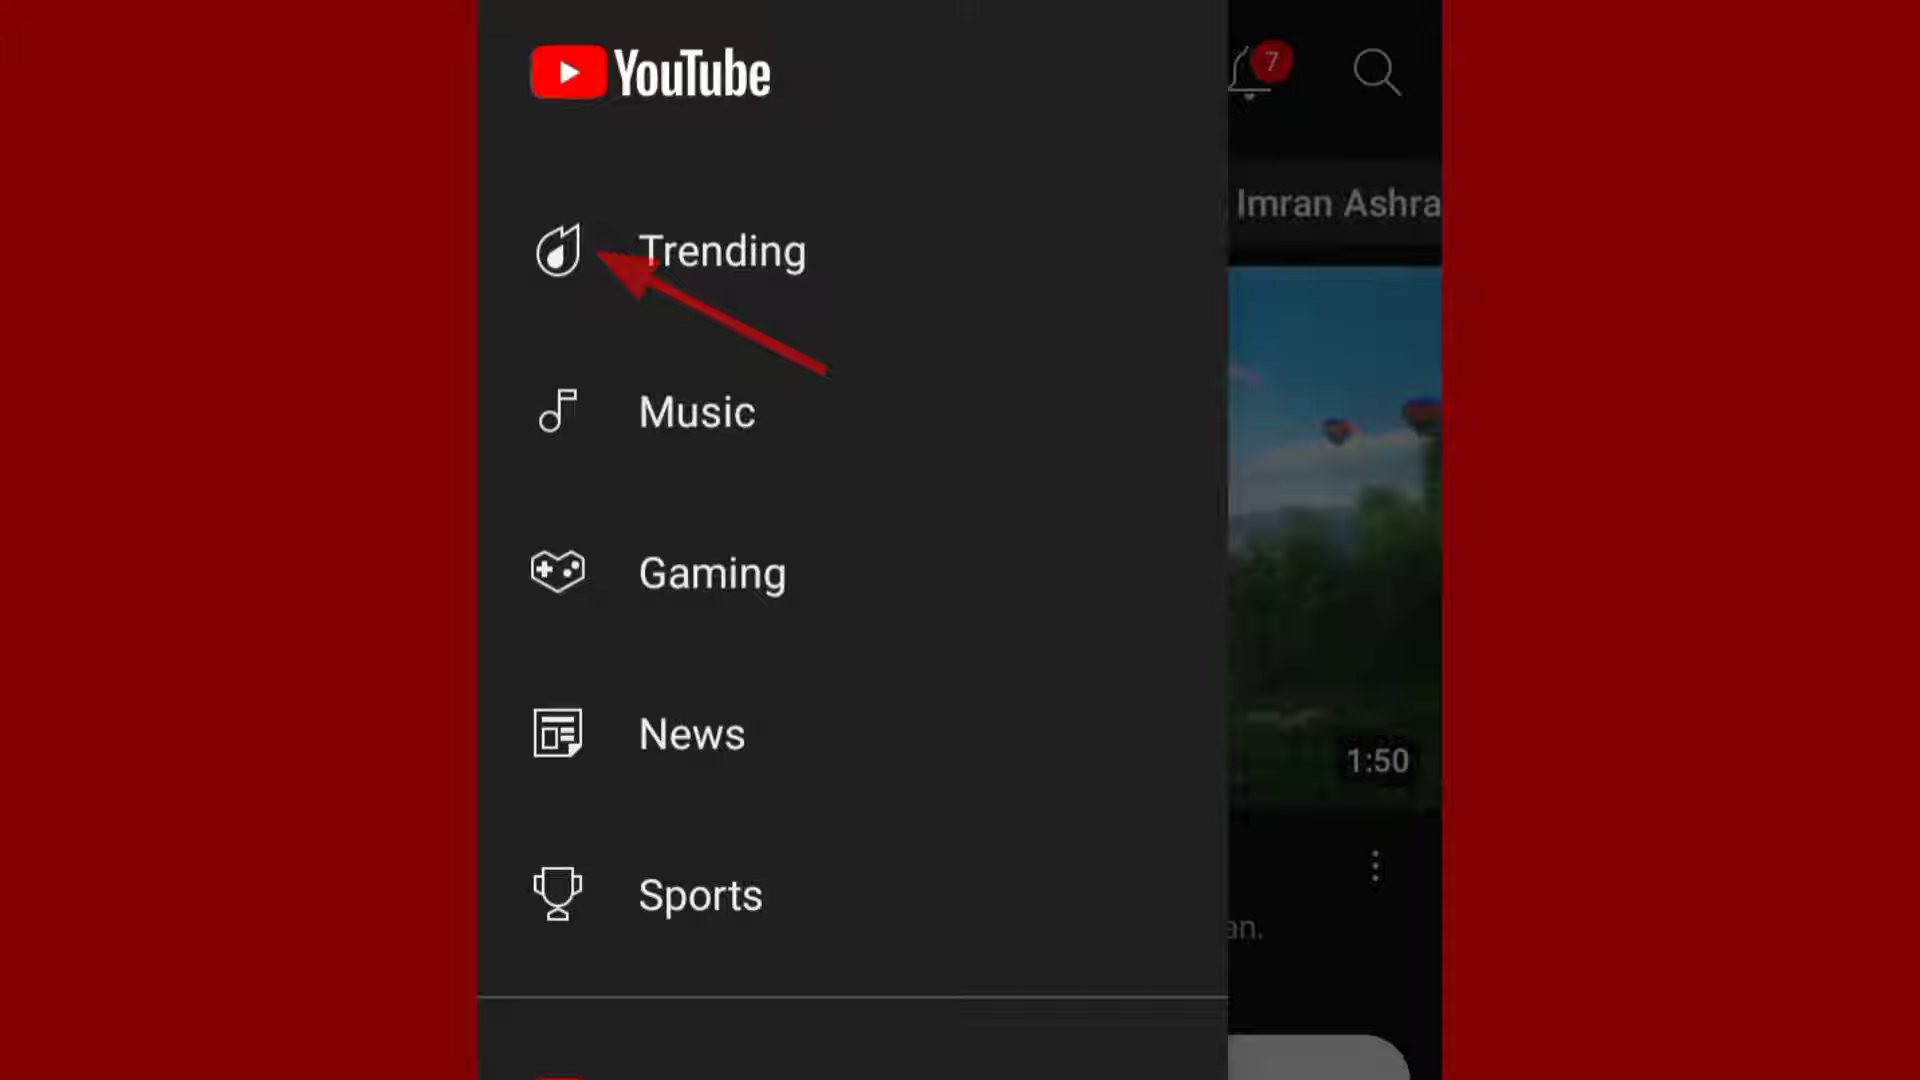 YouTube
7
Imran Ashra
Trending
Music
Gaming
News
1:50
Sports
an.